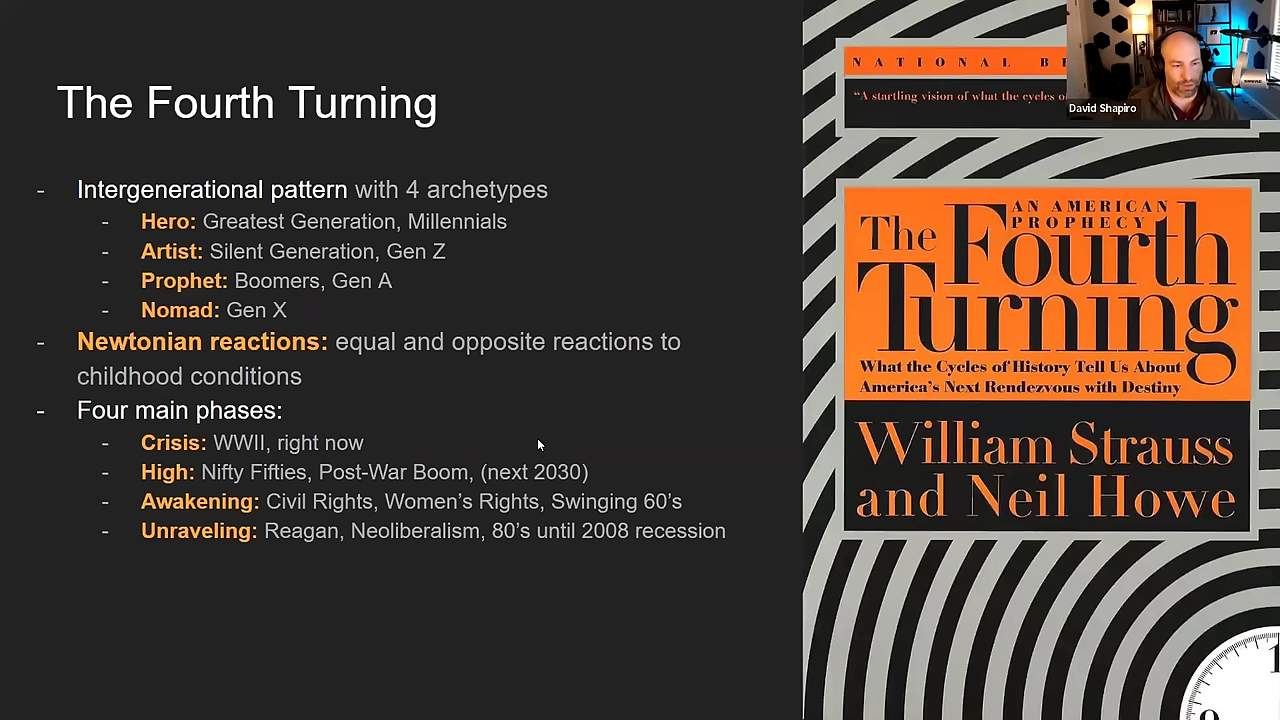 The Fourth Turning
- Intergenerational pattern with 4 archetypes
- Hero: Greatest Generation, Millennials
- Artist: Silent Generation, Gen Z
- Prophet: Boomers, Gen A
- Nomad: Gen X
- Newtonian reactions: equal and opposite reactions to
childhood conditions
- Four main phases:
- Crisis: WWII, right now
- High: Nifty Fifties, Post-War Boom, (next 2030)
- Awakening: Civil Rights, Women’s Rights, Swinging 60’s
- Unraveling: Reagan, Neoliberalism, 80’s until 2008 recession
NATIONAL
“A startling vision of what the cycles
David Shapiro
AN AMERICAN
PROPHECY
The Fourth
Turning
What the Cycles of History Tell Us About
America’s Next Rendezvous with Destiny
William Strauss
and Neil Howe